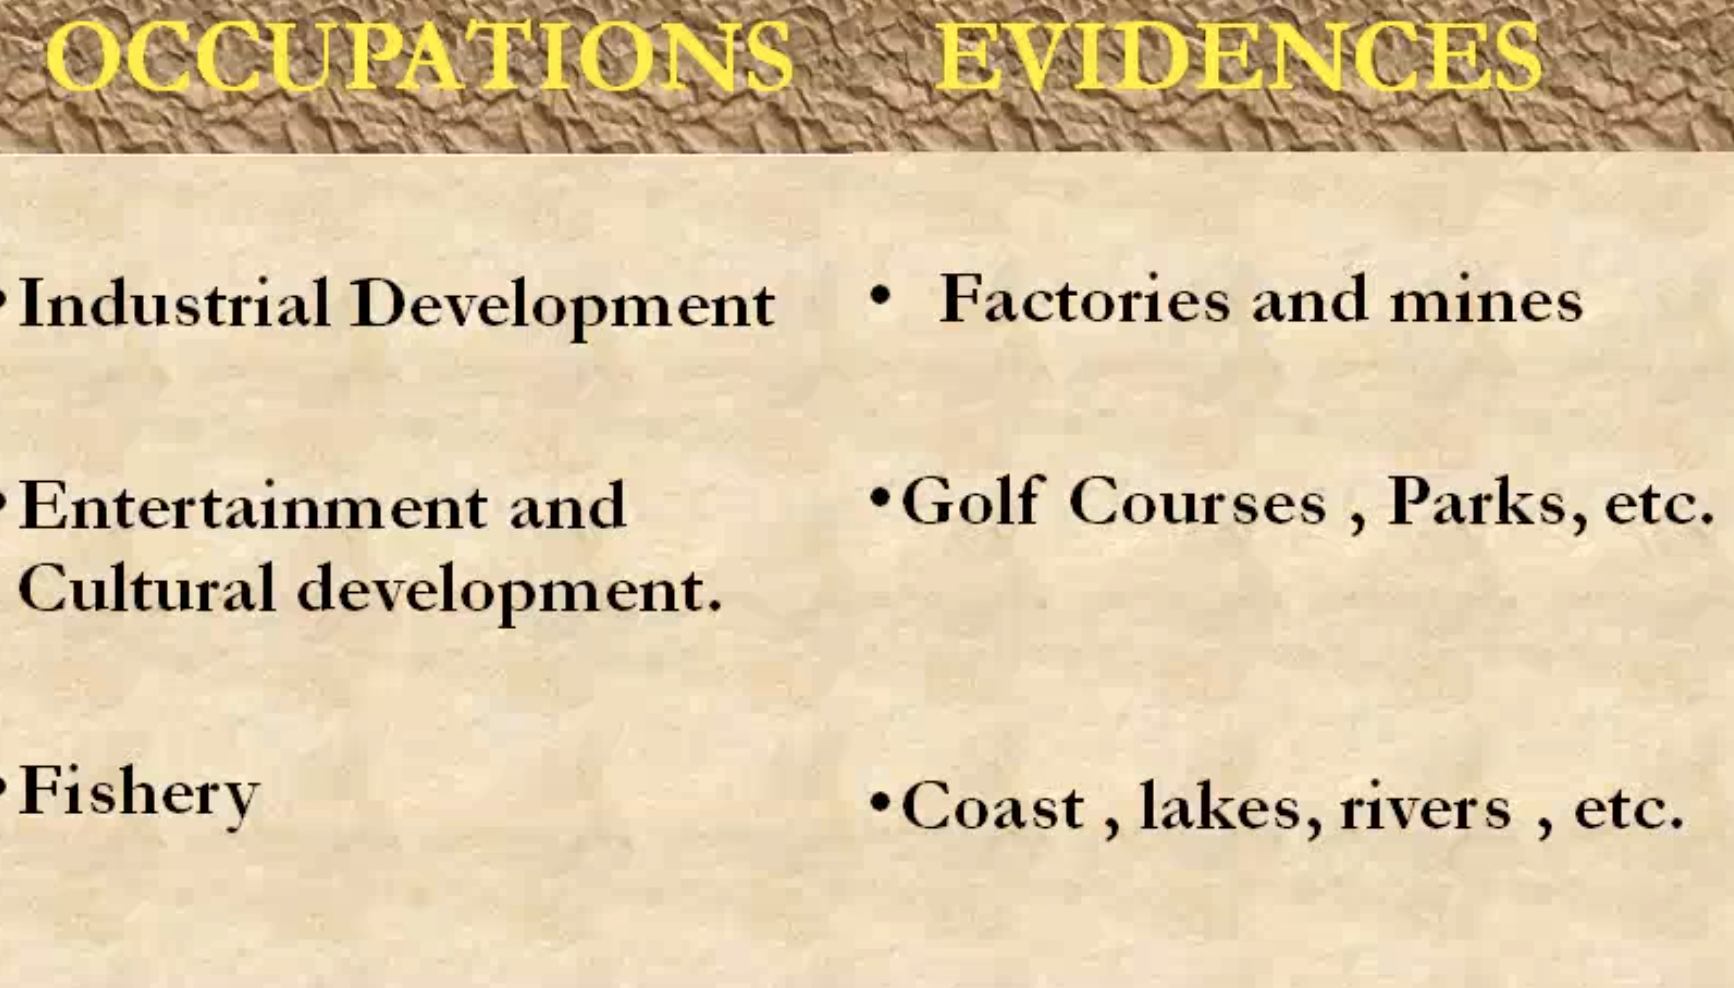 OCCUPATIONS EVIDENCES
•Industrial Development
• Factories and mines
•Entertainment and
Cultural development.
•Golf Courses , Parks, etc.
•Fishery
•Coast , lakes, rivers , etc.